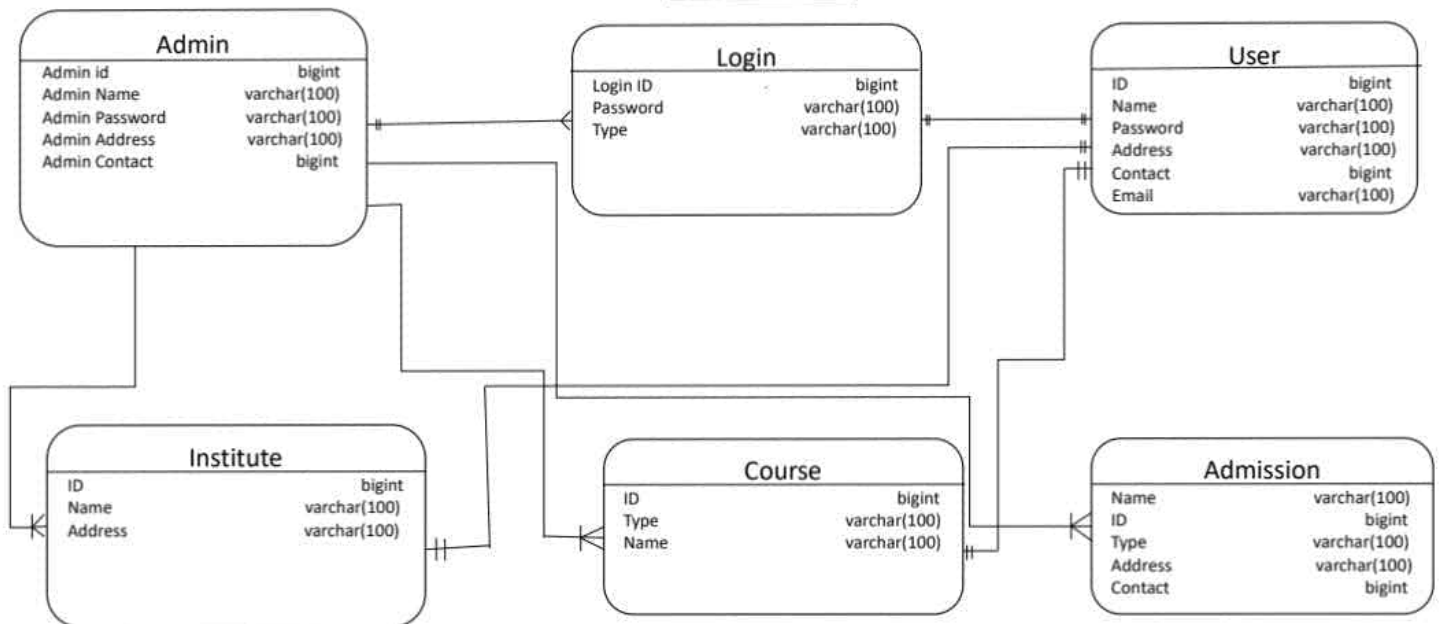 Admin
Admin id bigint
Admin Name varchar(100)
Admin Password varchar(100)
Admin Address varchar(100)
Admin Contact bigint
Login
Login ID bigint
Password varchar(100)
Type varchar(100)
User
ID bigint
Name varchar(100)
Password varchar(100)
Address varchar(100)
Contact bigint
Email varchar(100)
Institute
ID bigint
Name varchar(100)
Address varchar(100)
Course
ID bigint
Type varchar(100)
Name varchar(100)
Admission
Name varchar(100)
ID bigint
Type varchar(100)
Address varchar(100)
Contact bigint